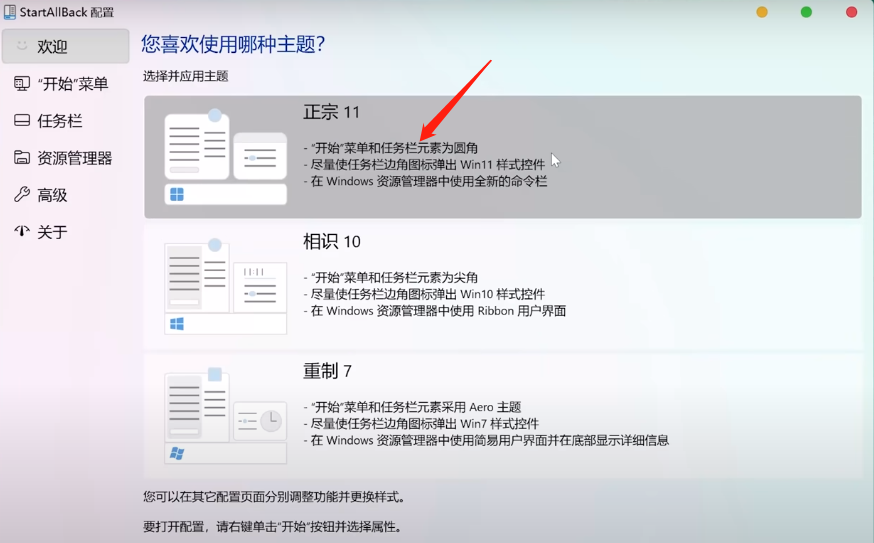 StartAllBack 配置
欢迎
"开始"菜单
任务栏
资源管理器
高级
关于
您喜欢使用哪种主题?
选择并应用主题
正宗 11
- "开始"菜单和任务栏元素为圆角
- 尽量使任务栏边角图标弹出 Win11 样式控件
- 在 Windows 资源管理器中使用全新的命令栏
相识 10
- "开始"菜单和任务栏元素为尖角
- 尽量使任务栏边角图标弹出 Win10 样式控件
- 在 Windows 资源管理器中使用 Ribbon 用户界面
重制 7
- "开始"菜单和任务栏元素采用 Aero 主题
- 尽量使任务栏边角图标弹出 Win7 样式控件
- 在 Windows 资源管理器中使用简易用户界面并在底部显示详细信息
您可以在其它配置页面分别调整功能并更换样式。
要打开配置，请右键单击"开始"按钮并选择属性。